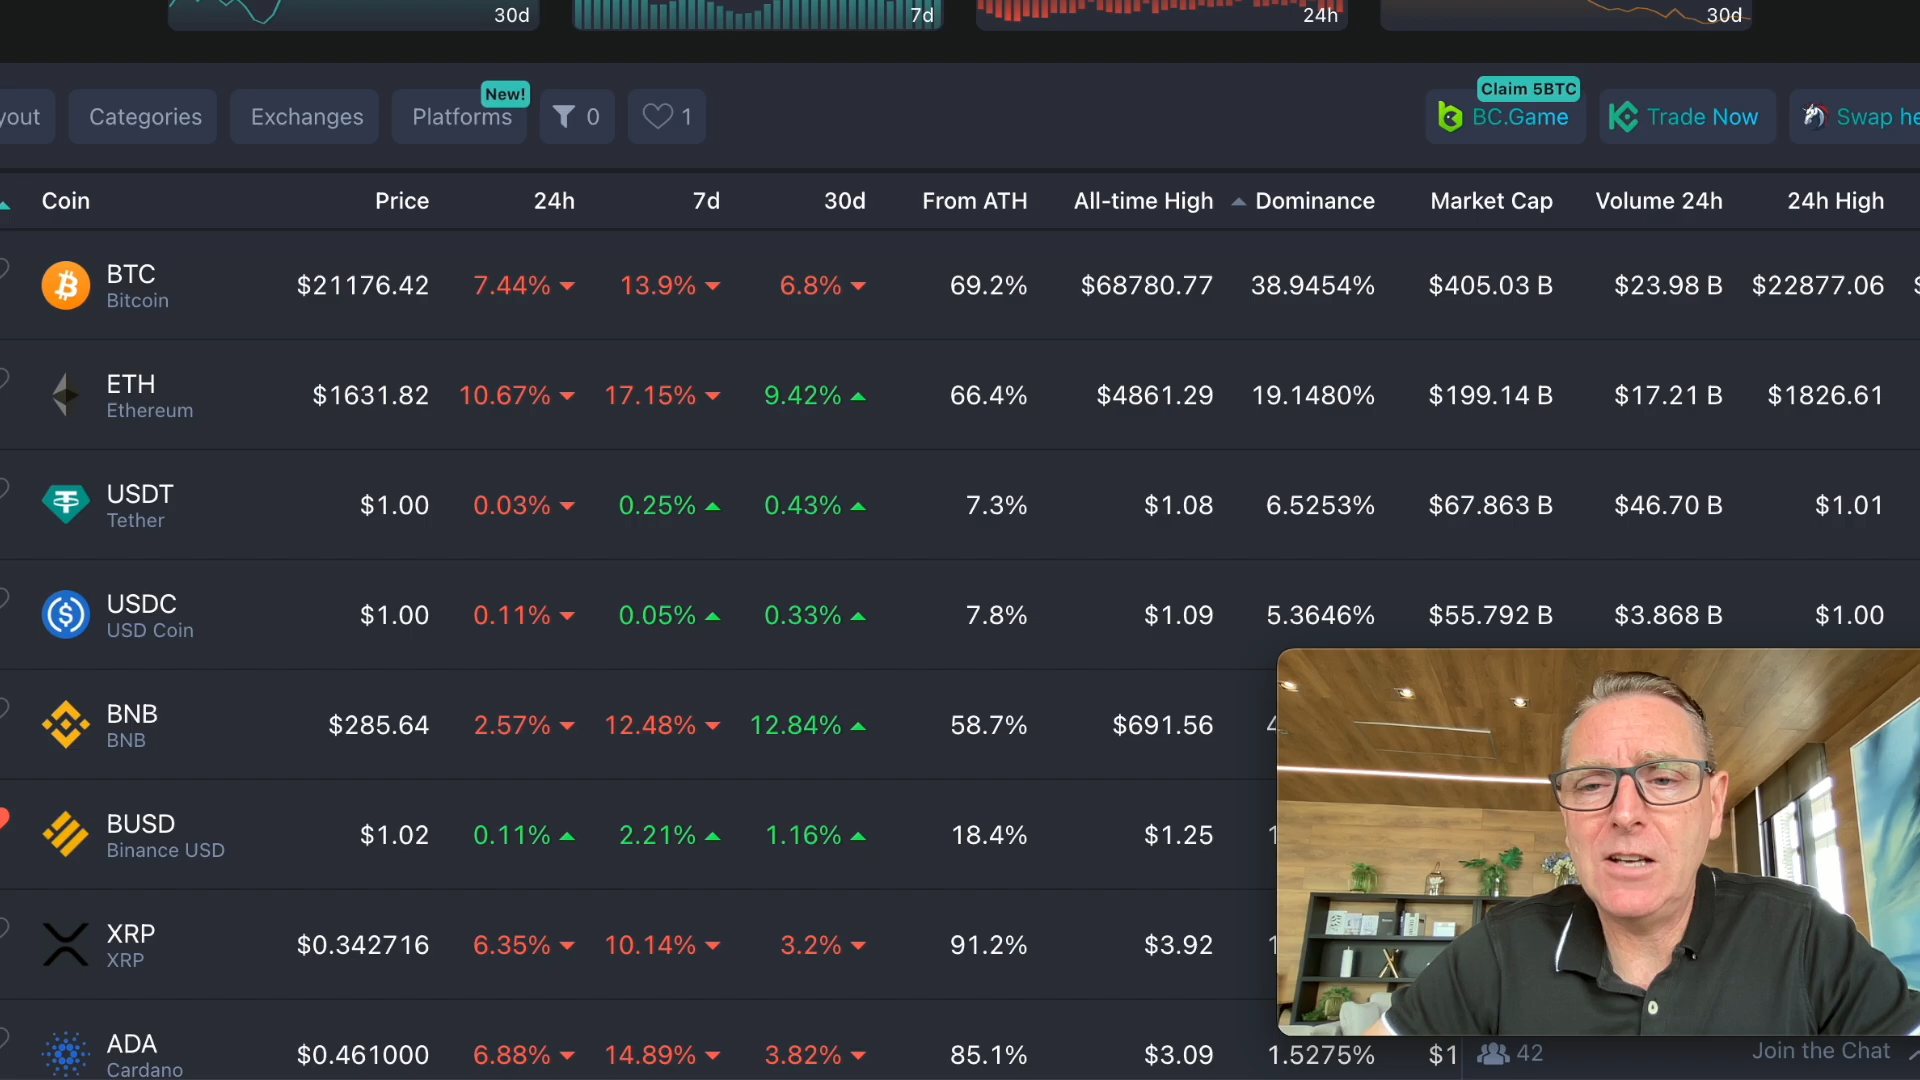 30d 7d 24h 30d
New! Claim 5BTC
yout Categories Exchanges Platforms 0 1 BC.Game Trade Now Swap he
Coin Price 24h 7d 30d From ATH All-time High Dominance Market Cap Volume 24h 24h High
BTC
Bitcoin
$21176.42 7.44% 13.9% 6.8% 69.2% $68780.77 38.9454% $405.03 B $23.98 B $22877.06
ETH
Ethereum
$1631.82 10.67% 17.15% 9.42% 66.4% $4861.29 19.1480% $199.14 B $17.21 B $1826.61
USDT
Tether
$1.00 0.03% 0.25% 0.43% 7.3% $1.08 6.5253% $67.863 B $46.70 B $1.01
USDC
USD Coin
$1.00 0.11% 0.05% 0.33% 7.8% $1.09 5.3646% $55.792 B $3.868 B $1.00
BNB
BNB
$285.64 2.57% 12.48% 12.84% 58.7% $691.56
BUSD
Binance USD
$1.02 0.11% 2.21% 1.16% 18.4% $1.25
XRP
XRP
$0.342716 6.35% 10.14% 3.2% 91.2% $3.92
ADA
Cardano
$0.461000 6.88% 14.89% 3.82% 85.1% $3.09 1.5275% $1
42 Join the Chat